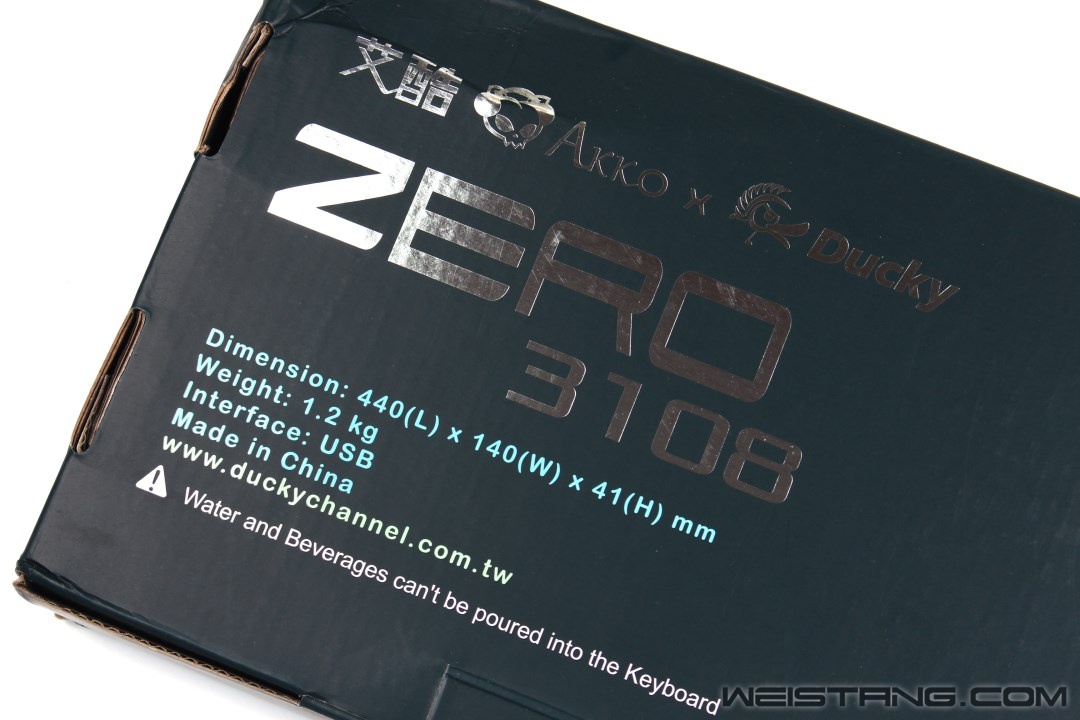 艾酷 AKKO x Ducky
ZERO
3108
Dimension: 440(L) x 140(W) x 41(H) mm
Weight: 1.2 kg
Interface: USB
Made in China
www.duckychannel.com.tw
Water and Beverages can't be poured into the Keyboard
WEISTANG.COM